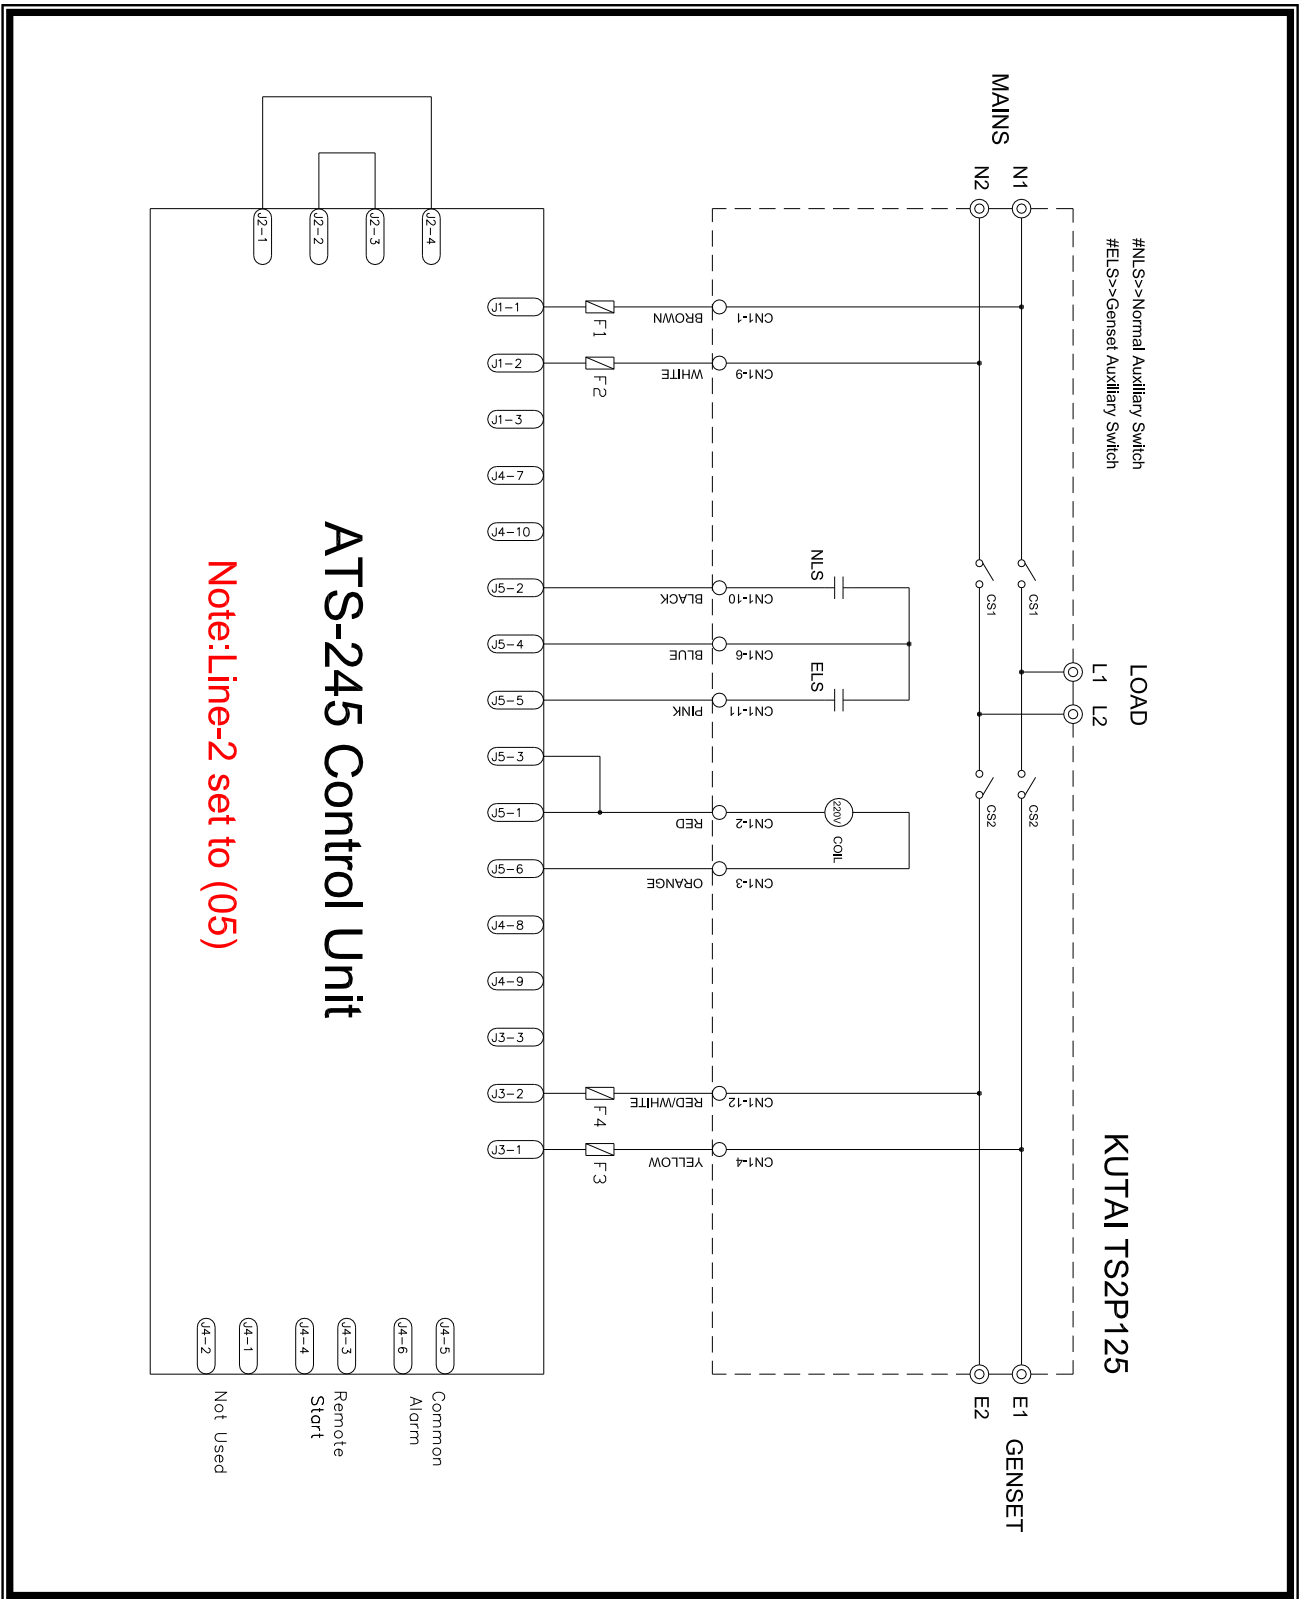 MAINS
N1
N2
#NLS>>Normal Auxiliary Switch
#ELS>>Genset Auxiliary Switch
LOAD
L1
L2
KUTAI TS2P125
E1
E2
GENSET
CS1
CS1
CS2
CS2
NLS
ELS
220V
COIL
CN1-1
CN1-9
CN1-10
CN1-6
CN1-11
CN1-2
CN1-3
CN1-12
CN1-4
BROWN
WHITE
BLACK
BLUE
PINK
RED
ORANGE
RED/WHITE
YELLOW
F1
F2
F4
F3
J1-1
J1-2
J1-3
J4-7
J4-10
J5-2
J5-4
J5-5
J5-3
J5-1
J5-6
J4-8
J4-9
J3-3
J3-2
J3-1
J2-4
J2-3
J2-2
J2-1
ATS-245 Control Unit
Note:Line-2 set to (05)
J4-5
J4-6
J4-3
J4-4
J4-1
J4-2
Common
Alarm
Remote
Start
Not Used